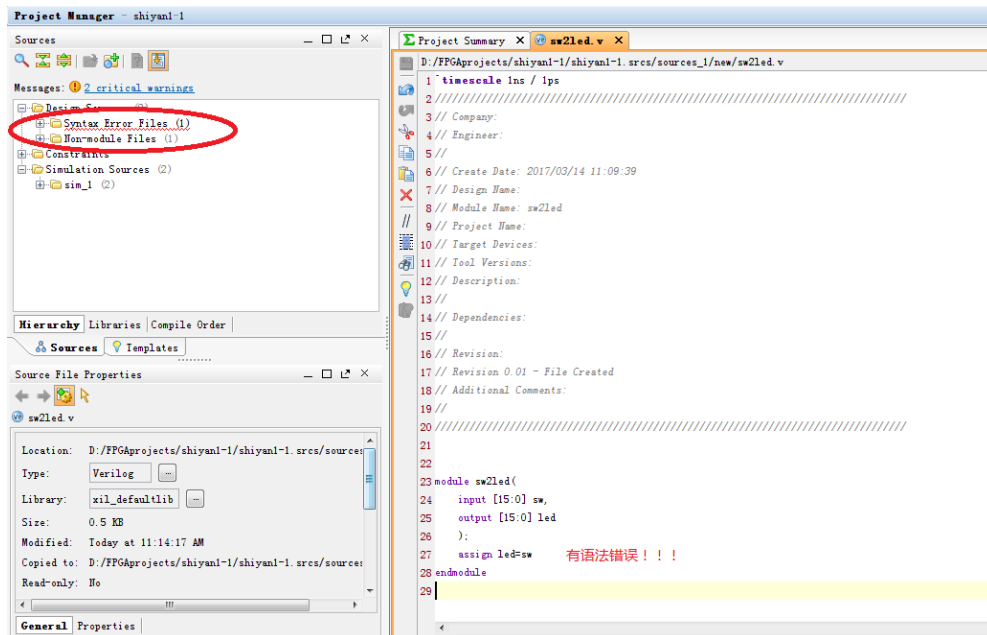 Project Manager - shiyan1-1
Sources
Messages: 2 critical warnings
Syntax Error Files (1)
Non-module Files (1)
Constraints
Simulation Sources (2)
sim_1 (2)
Hierarchy Libraries Compile Order
Sources Templates
Source File Properties
sw2led.v
Location: D:/FPGAprojects/shiyan1-1/shiyan1-1.srcs/sources
Type: Verilog
Library: xil_defaultlib
Size: 0.5 KB
Modified: Today at 11:14:17 AM
Copied to: D:/FPGAprojects/shiyan1-1/shiyan1-1.srcs/sources
Read-only: No
General Properties
Project Summary sw2led.v
D:/FPGAprojects/shiyan1-1/shiyan1-1.srcs/sources_1/new/sw2led.v
1 `timescale 1ns / 1ps
2 //////////////////////////////////////////////////////////////////////////////////
3 // Company:
4 // Engineer:
5 //
6 // Create Date: 2017/03/14 11:09:39
7 // Design Name:
8 // Module Name: sw2led
9 // Project Name:
10 // Target Devices:
11 // Tool Versions:
12 // Description:
13 //
14 // Dependencies:
15 //
16 // Revision:
17 // Revision 0.01 - File Created
18 // Additional Comments:
19 //
20 //////////////////////////////////////////////////////////////////////////////////
21
22
23 module sw2led(
24 input [15:0] sw,
25 output [15:0] led
26 );
27 assign led=sw 有语法错误！！！
28 endmodule
29